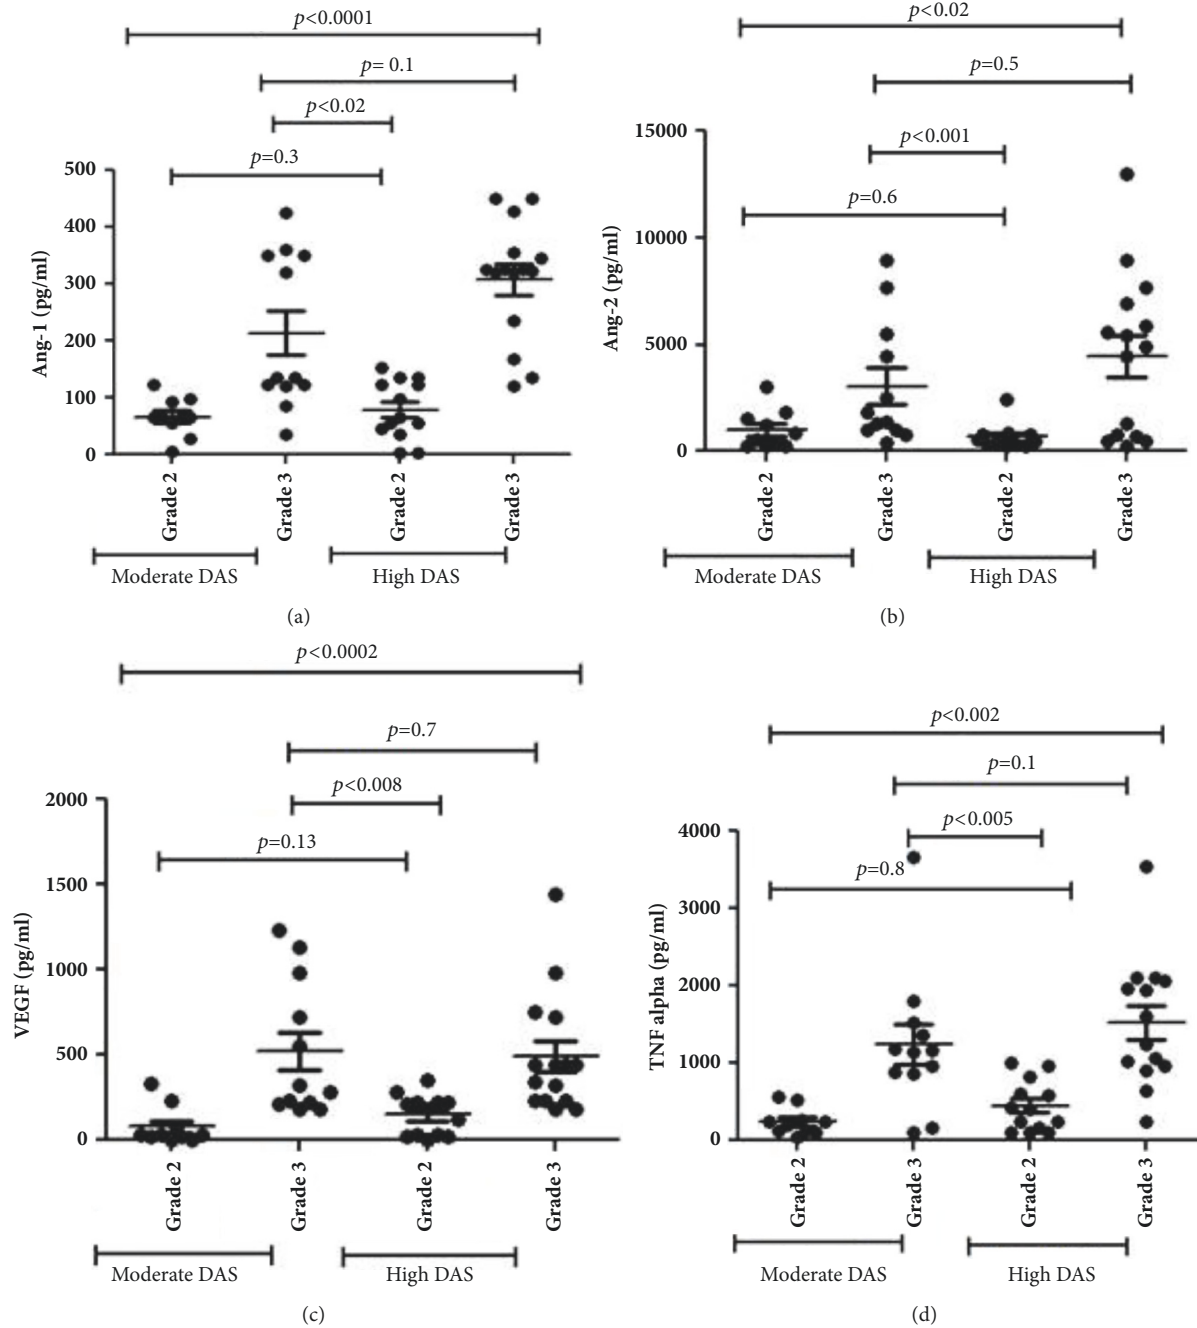 p<0.0001
p= 0.1
p<0.02
p=0.3
500
400
300
200
100
0
Ang-1 (pg/ml)
Grade 2
Grade 3
Grade 2
Grade 3
Moderate DAS
High DAS
(a)
p<0.02
p=0.5
p<0.001
p=0.6
15000
10000
5000
0
Ang-2 (pg/ml)
Grade 2
Grade 3
Grade 2
Grade 3
Moderate DAS
High DAS
(b)
p<0.0002
p=0.7
p<0.008
p=0.13
2000
1500
1000
500
0
VEGF (pg/ml)
Grade 2
Grade 3
Grade 2
Grade 3
Moderate DAS
High DAS
(c)
p<0.002
p=0.1
p<0.005
p=0.8
4000
3000
2000
1000
0
TNF alpha (pg/ml)
Grade 2
Grade 3
Grade 2
Grade 3
Moderate DAS
High DAS
(d)